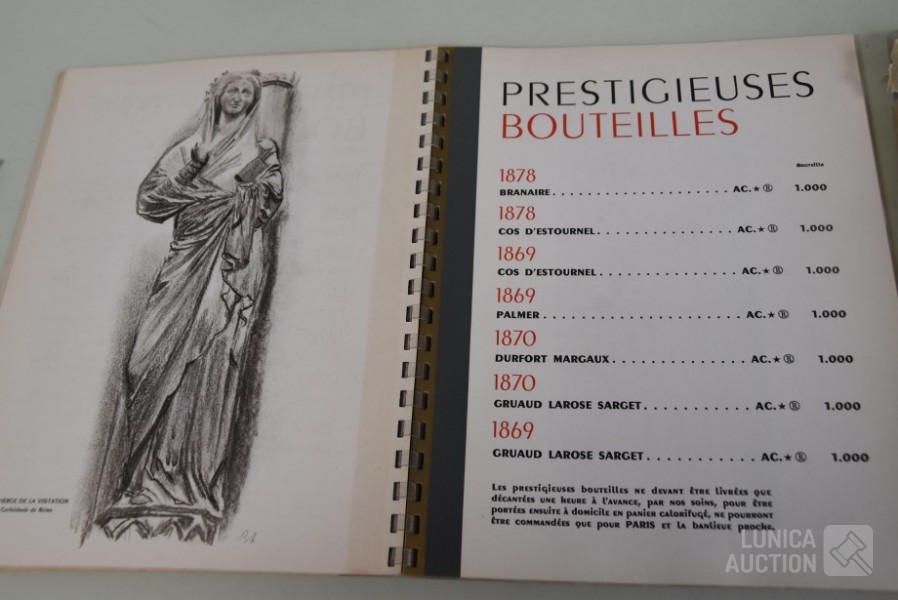 VIERGE DE LA VISITATION
Cathédrale de Reims
PRESTIGIEUSES
BOUTEILLES
Bouteille
1878
BRANAIRE . . . . . . . . . . . . . . . . . . . . AC.★ Ⓡ 1.000
1878
COS D'ESTOURNEL . . . . . . . . . . . . . . . AC.★ Ⓡ 1.000
1869
COS D'ESTOURNEL . . . . . . . . . . . . . . . AC.★ Ⓡ 1.000
1869
PALMER . . . . . . . . . . . . . . . . . . . . . AC.★ Ⓡ 1.000
1870
DURFORT MARGAUX . . . . . . . . . . . . . . AC.★ Ⓡ 1.000
1870
GRUAUD LAROSE SARGET . . . . . . . . . . . AC.★ Ⓡ 1.000
1869
GRUAUD LAROSE SARGET . . . . . . . . . . . AC.★ Ⓡ 1.000
Les prestigieuses bouteilles ne devant être livrées que
décantées une heure à l'avance, par nos soins, pour être
portées ensuite à domicile en panier calorifugé, ne pourront
être commandées que pour PARIS et la banlieue proche.
LUNICA
AUCTION